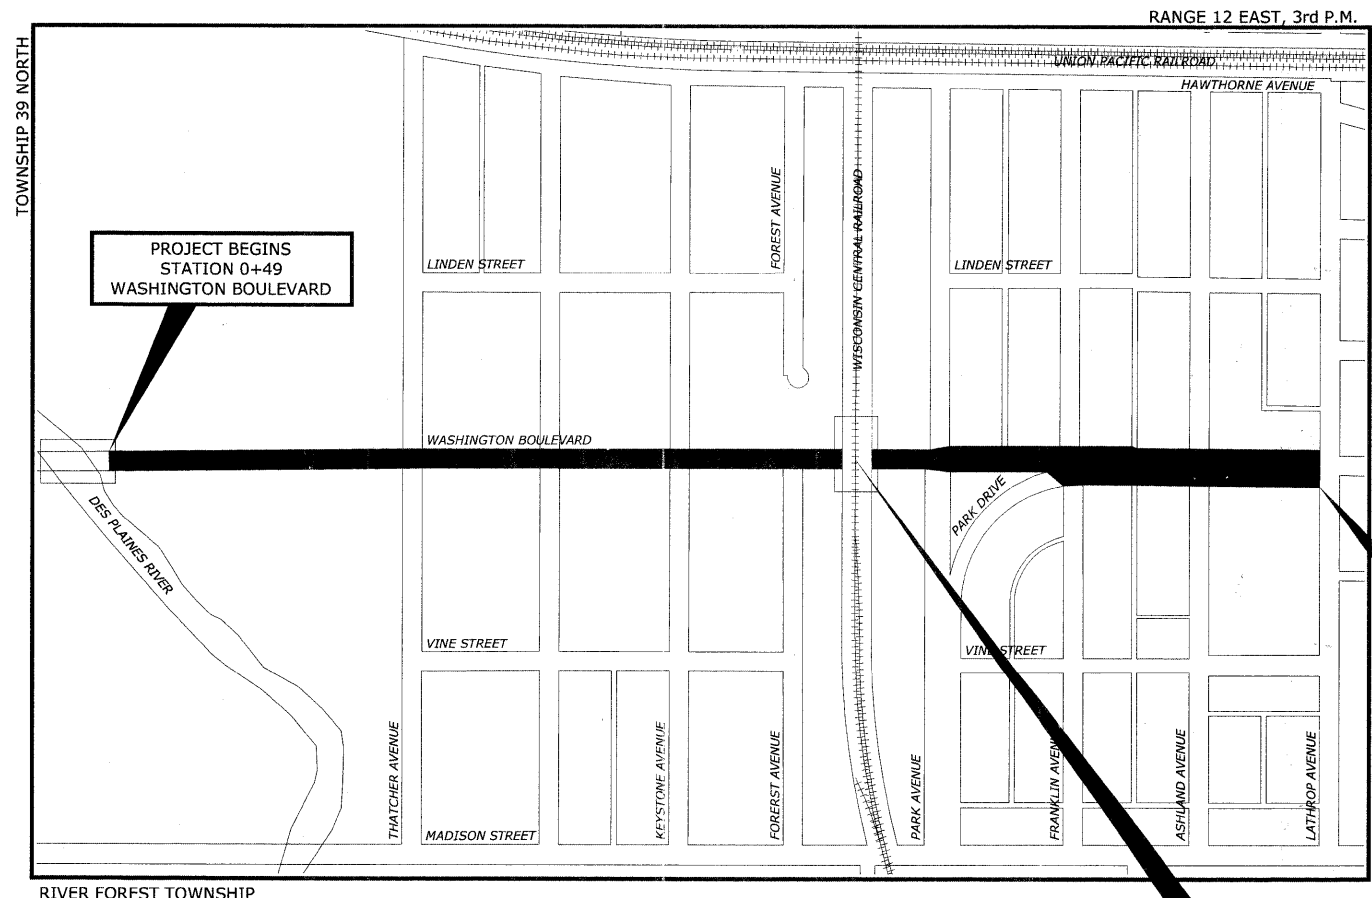 RANGE 12 EAST, 3rd P.M.
TOWNSHIP 39 NORTH
UNION PACIFIC RAILROAD
HAWTHORNE AVENUE
FOREST AVENUE
WISCONSIN CENTRAL RAILROAD
PROJECT BEGINS
STATION 0+49
WASHINGTON BOULEVARD
LINDEN STREET
LINDEN STREET
WASHINGTON BOULEVARD
DES PLAINES RIVER
PARK DRIVE
VINE STREET
VINE STREET
THATCHER AVENUE
KEYSTONE AVENUE
FORERST AVENUE
PARK AVENUE
FRANKLIN AVENUE
ASHLAND AVENUE
LATHROP AVENUE
MADISON STREET
RIVER FOREST TOWNSHIP